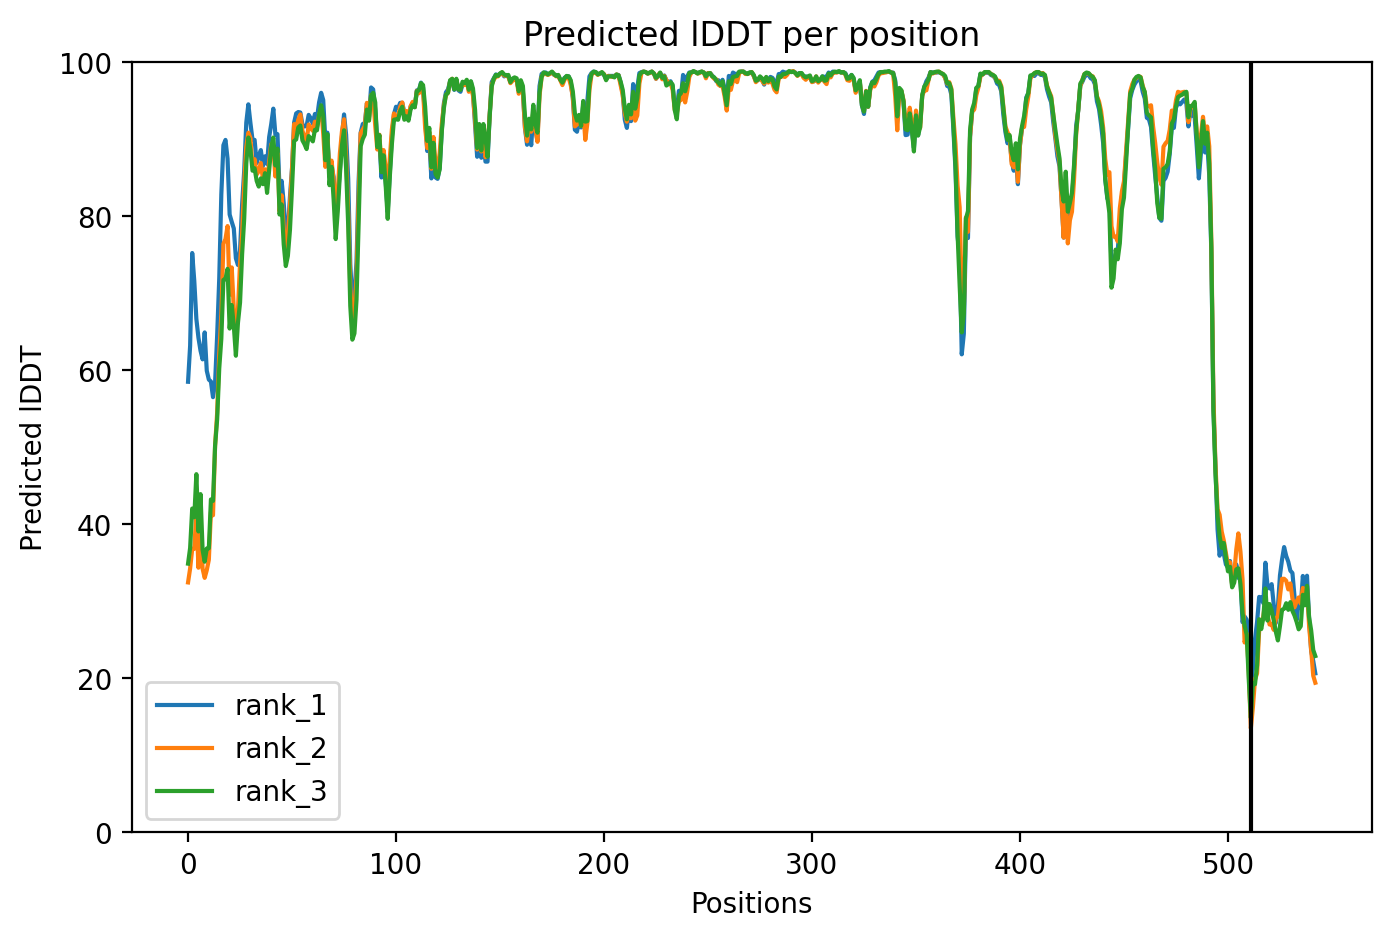 Predicted lDDT per position
100
80
60
40
20
0
Predicted lDDT
rank_1
rank_2
rank_3
0 100 200 300 400 500
Positions